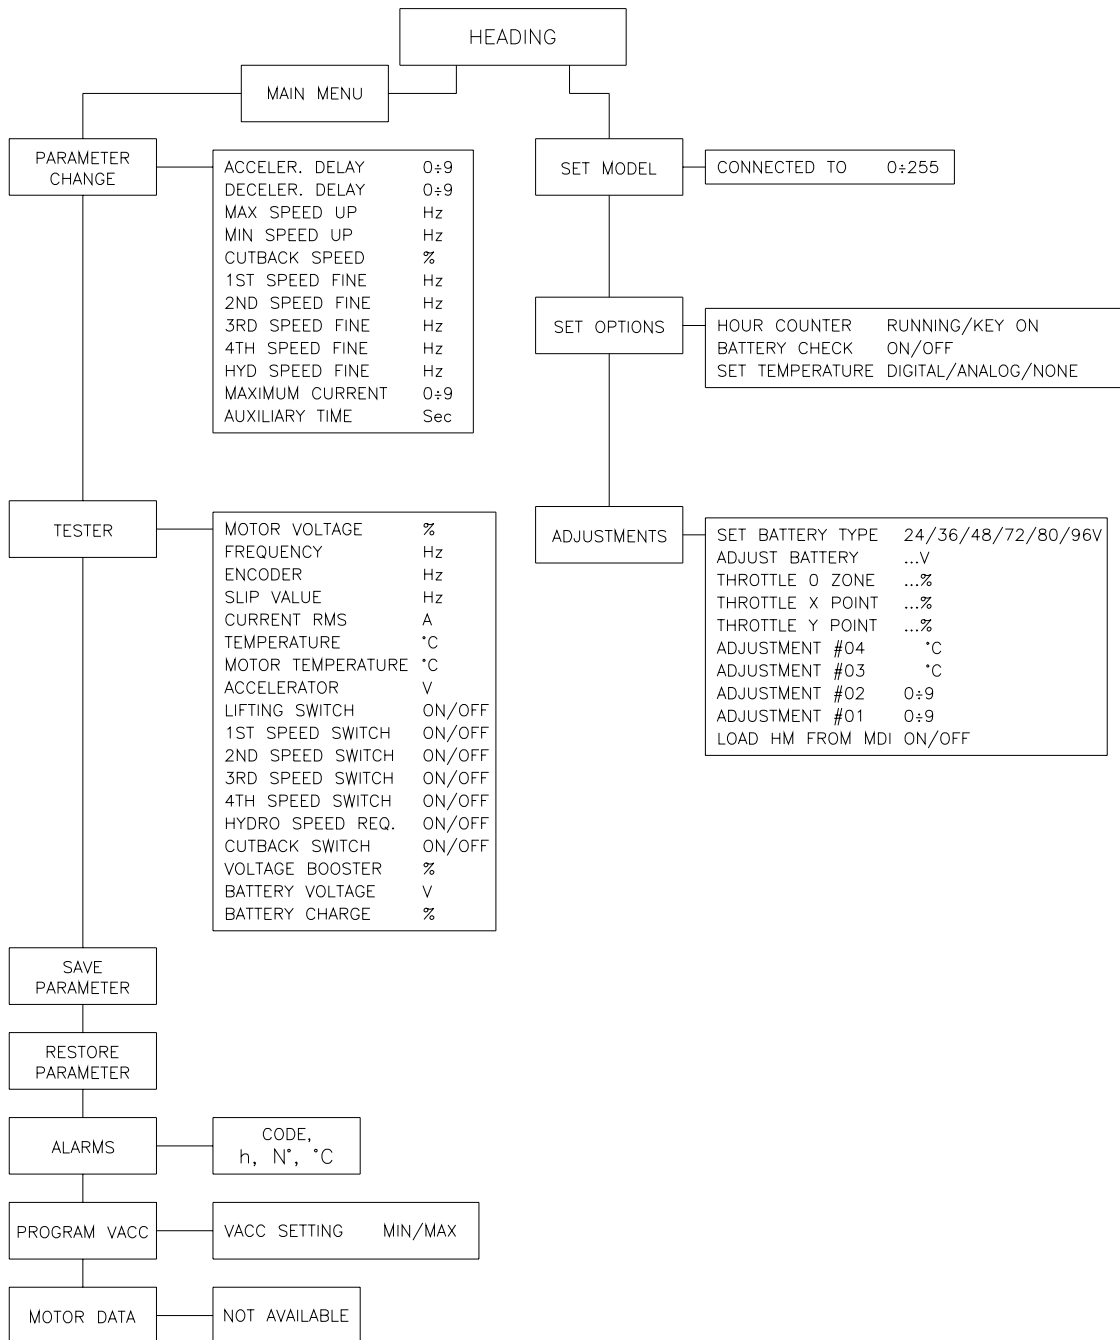 HEADING
MAIN MENU
PARAMETER
CHANGE
ACCELER. DELAY 0÷9
DECELER. DELAY 0÷9
MAX SPEED UP Hz
MIN SPEED UP Hz
CUTBACK SPEED %
1ST SPEED FINE Hz
2ND SPEED FINE Hz
3RD SPEED FINE Hz
4TH SPEED FINE Hz
HYD SPEED FINE Hz
MAXIMUM CURRENT 0÷9
AUXILIARY TIME Sec
TESTER
MOTOR VOLTAGE %
FREQUENCY Hz
ENCODER Hz
SLIP VALUE Hz
CURRENT RMS A
TEMPERATURE °C
MOTOR TEMPERATURE °C
ACCELERATOR V
LIFTING SWITCH ON/OFF
1ST SPEED SWITCH ON/OFF
2ND SPEED SWITCH ON/OFF
3RD SPEED SWITCH ON/OFF
4TH SPEED SWITCH ON/OFF
HYDRO SPEED REQ. ON/OFF
CUTBACK SWITCH ON/OFF
VOLTAGE BOOSTER %
BATTERY VOLTAGE V
BATTERY CHARGE %
SAVE
PARAMETER
RESTORE
PARAMETER
ALARMS
CODE,
h, N°, °C
PROGRAM VACC
VACC SETTING MIN/MAX
MOTOR DATA
NOT AVAILABLE
SET MODEL
CONNECTED TO 0÷255
SET OPTIONS
HOUR COUNTER RUNNING/KEY ON
BATTERY CHECK ON/OFF
SET TEMPERATURE DIGITAL/ANALOG/NONE
ADJUSTMENTS
SET BATTERY TYPE 24/36/48/72/80/96V
ADJUST BATTERY ...V
THROTTLE 0 ZONE ...%
THROTTLE X POINT ...%
THROTTLE Y POINT ...%
ADJUSTMENT #04 °C
ADJUSTMENT #03 °C
ADJUSTMENT #02 0÷9
ADJUSTMENT #01 0÷9
LOAD HM FROM MDI ON/OFF